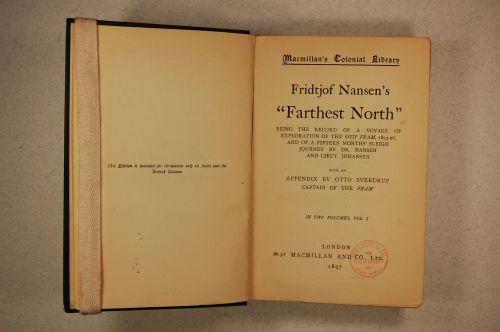 This Edition is intended for circulation only in India and the
British Colonies
Macmillan's Colonial Library
Fridtjof Nansen's
"Farthest North"
BEING THE RECORD OF A VOYAGE OF
EXPLORATION OF THE SHIP FRAM, 1893-96,
AND OF A FIFTEEN MONTHS' SLEIGH
JOURNEY BY DR. NANSEN
AND LIEUT. JOHANSEN
WITH AN
APPENDIX BY OTTO SVERDRUP
CAPTAIN OF THE FRAM
IN TWO VOLUMES, VOL. I
LONDON
MACMILLAN AND CO., LTD.
1897